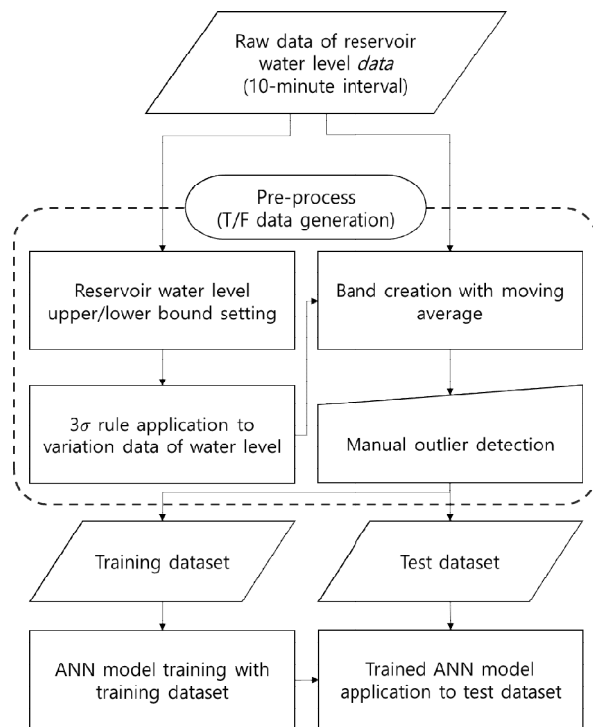 Raw data of reservoir
water level data
(10-minute interval)
Pre-process
(T/F data generation)
Reservoir water level
upper/lower bound setting
Band creation with moving
average
3σ rule application to
variation data of water level
Manual outlier detection
Training dataset
Test dataset
ANN model training with
training dataset
Trained ANN model
application to test dataset